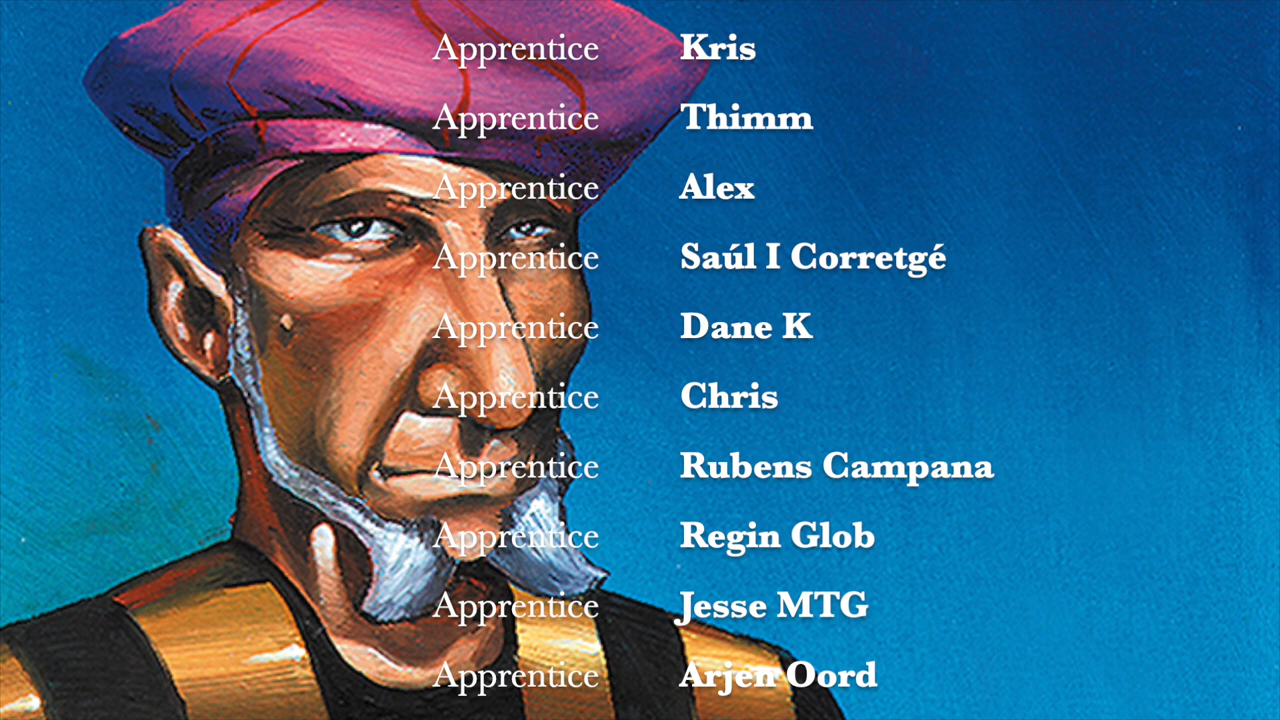 Apprentice Kris
Apprentice Thimm
Apprentice Alex
Apprentice Saúl I Corretgé
Apprentice Dane K
Apprentice Chris
Apprentice Rubens Campana
Apprentice Regin Glob
Apprentice Jesse MTG
Apprentice Arjen Oord